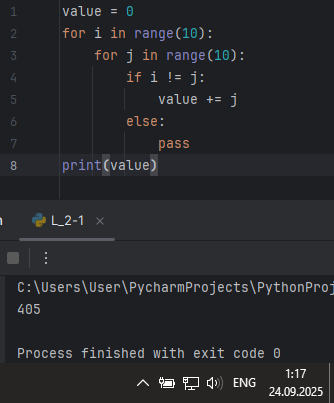 1 value = 0
2 for i in range(10):
3 for j in range(10):
4 if i != j:
5 value += j
6 else:
7 pass
8 print(value)
L_2-1 ×
C:\Users\User\PycharmProjects\PythonProj
405
Process finished with exit code 0
ENG 1:17
24.09.2025